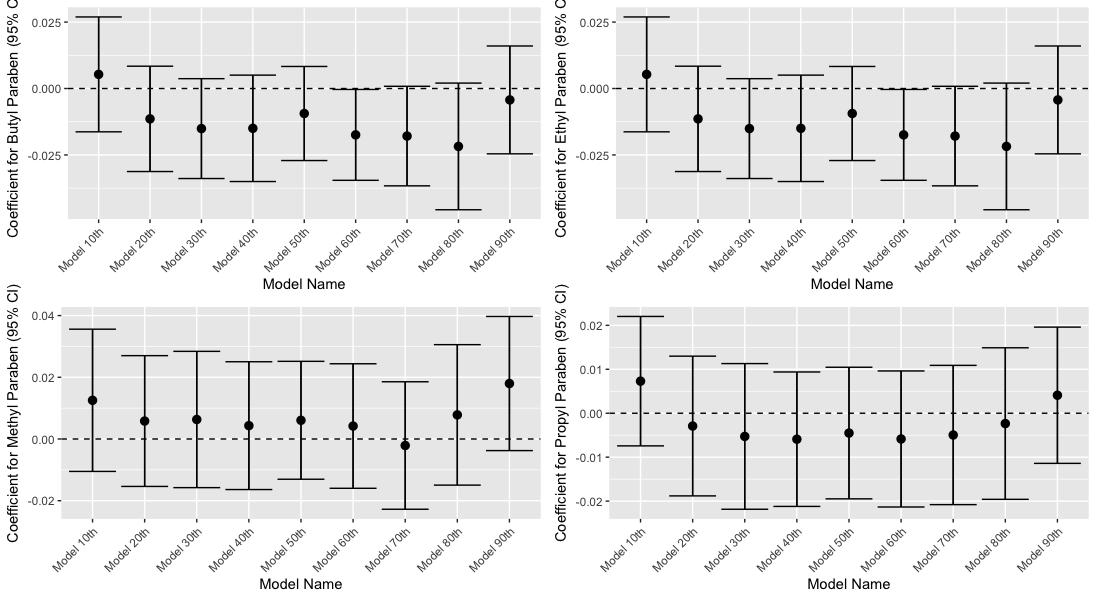 Coefficient for Butyl Paraben (95% C
0.025
0.000
-0.025
Model 10th
Model 20th
Model 30th
Model 40th
Model 50th
Model 60th
Model 70th
Model 80th
Model 90th
Model Name
Coefficient for Ethyl Paraben (95% C
0.025
0.000
-0.025
Model 10th
Model 20th
Model 30th
Model 40th
Model 50th
Model 60th
Model 70th
Model 80th
Model 90th
Model Name
Coefficient for Methyl Paraben (95% CI)
0.04
0.02
0.00
-0.02
Model 10th
Model 20th
Model 30th
Model 40th
Model 50th
Model 60th
Model 70th
Model 80th
Model 90th
Model Name
Coefficient for Propyl Paraben (95% CI)
0.02
0.01
0.00
-0.01
-0.02
Model 10th
Model 20th
Model 30th
Model 40th
Model 50th
Model 60th
Model 70th
Model 80th
Model 90th
Model Name